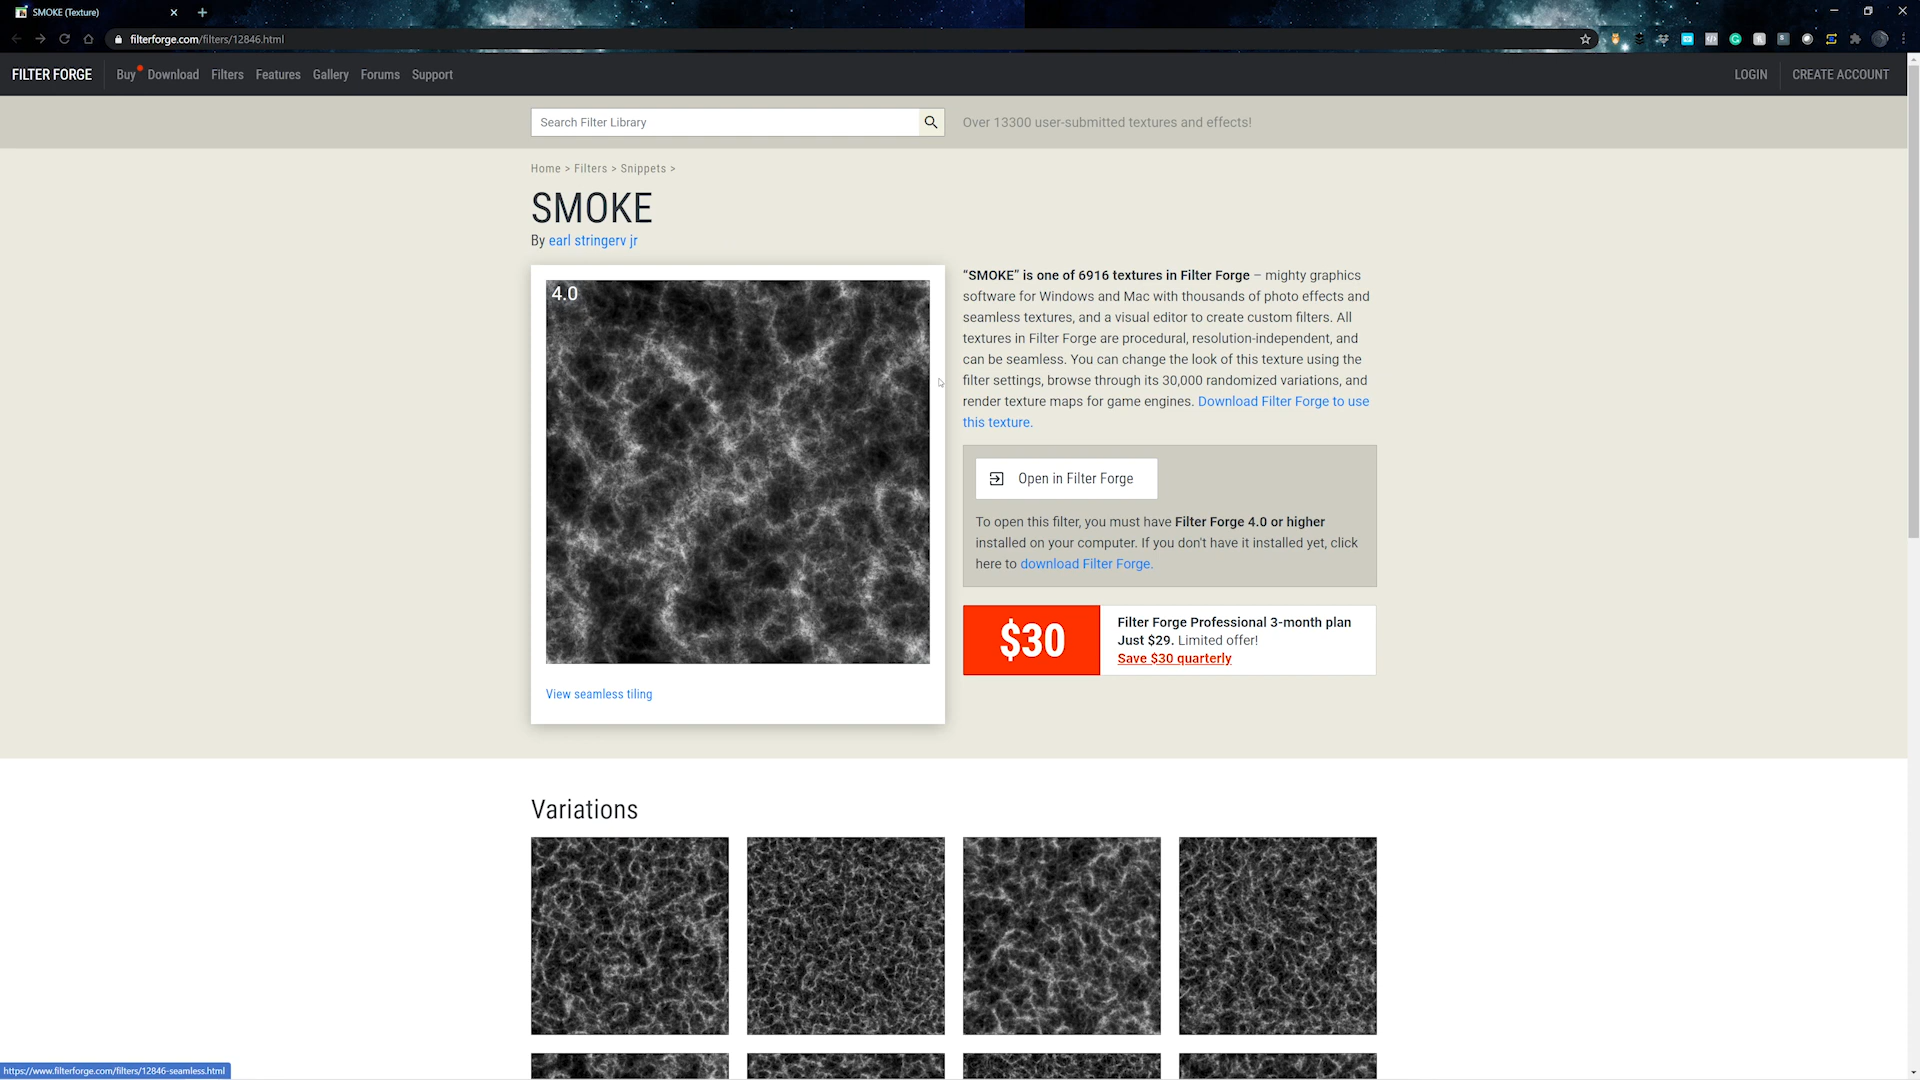 SMOKE (Texture)
filterforge.com/filters/12846.html
FILTER FORGE
Buy
Download
Filters
Features
Gallery
Forums
Support
LOGIN
CREATE ACCOUNT
Search Filter Library
Over 13300 user-submitted textures and effects!
Home > Filters > Snippets >
SMOKE
By earl stringerv jr
4.0
View seamless tiling
“SMOKE” is one of 6916 textures in Filter Forge – mighty graphics
software for Windows and Mac with thousands of photo effects and
seamless textures, and a visual editor to create custom filters. All
textures in Filter Forge are procedural, resolution-independent, and
can be seamless. You can change the look of this texture using the
filter settings, browse through its 30,000 randomized variations, and
render texture maps for game engines. Download Filter Forge to use
this texture.
Open in Filter Forge
To open this filter, you must have Filter Forge 4.0 or higher
installed on your computer. If you don't have it installed yet, click
here to download Filter Forge.
$30
Filter Forge Professional 3-month plan
Just $29. Limited offer!
Save $30 quarterly
Variations
https://www.filterforge.com/filters/12846-seamless.html